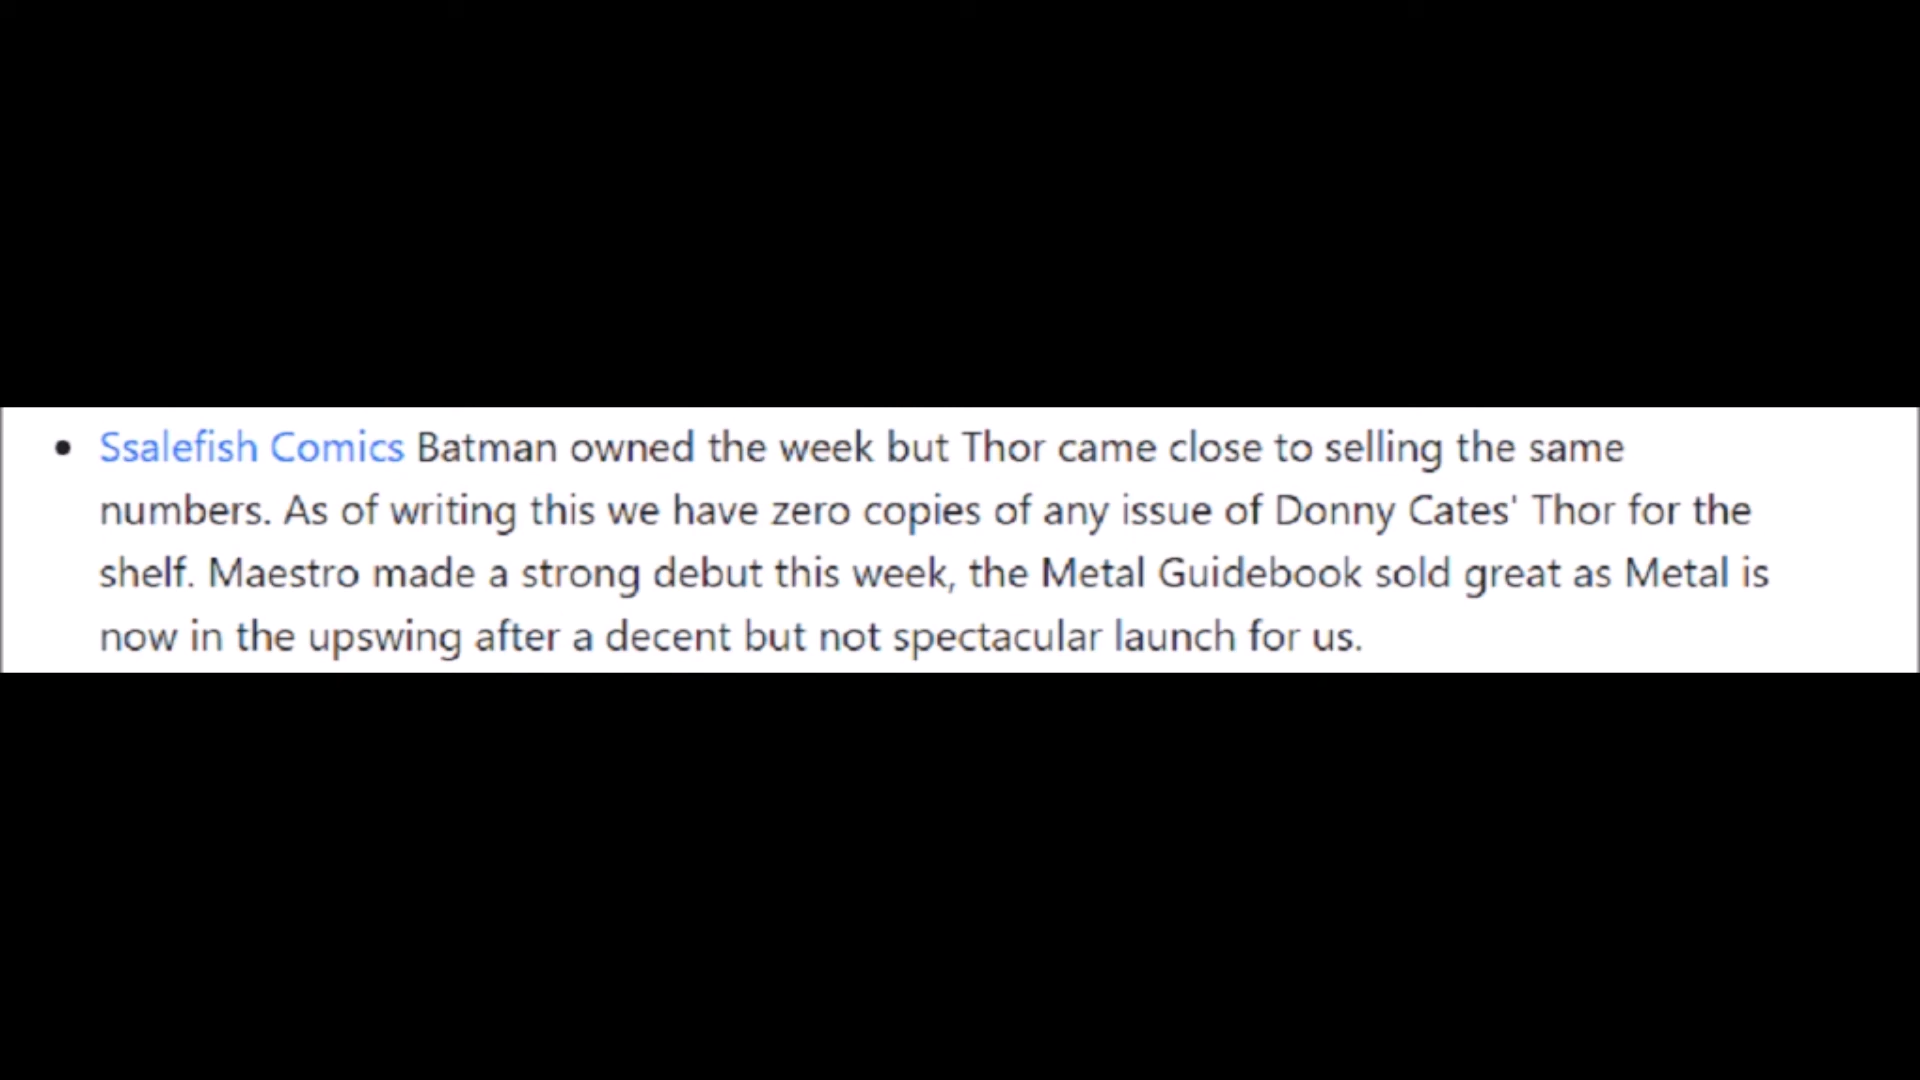 • Ssalefish Comics Batman owned the week but Thor came close to selling the same
numbers. As of writing this we have zero copies of any issue of Donny Cates' Thor for the
shelf. Maestro made a strong debut this week, the Metal Guidebook sold great as Metal is
now in the upswing after a decent but not spectacular launch for us.